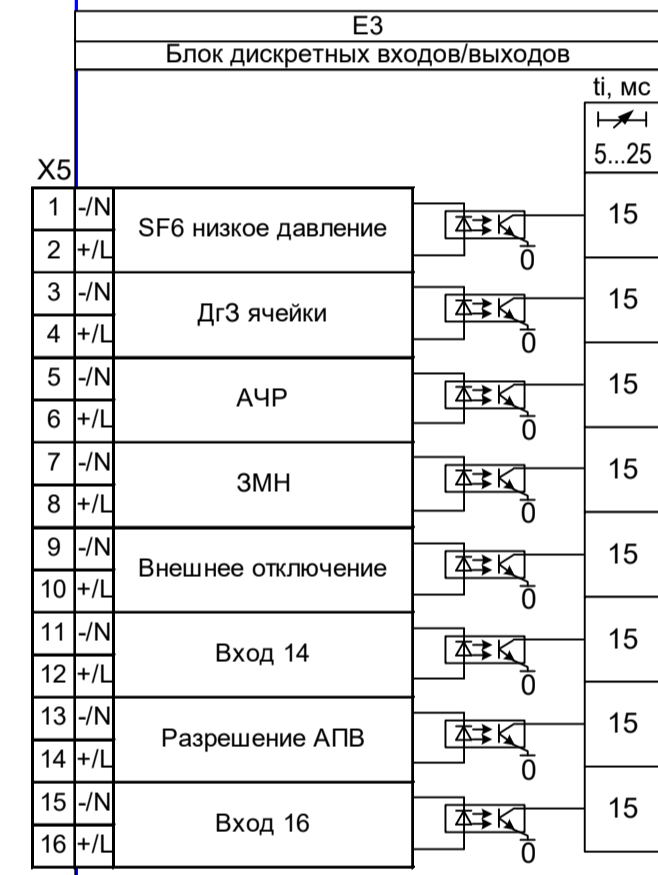 E3
Блок дискретных входов/выходов
ti, мс
5...25
X5
1 -/N SF6 низкое давление 15
2 +/L 0
3 -/N ДгЗ ячейки 15
4 +/L 0
5 -/N АЧР 15
6 +/L 0
7 -/N ЗМН 15
8 +/L 0
9 -/N Внешнее отключение 15
10 +/L 0
11 -/N Вход 14 15
12 +/L 0
13 -/N Разрешение АПВ 15
14 +/L 0
15 -/N Вход 16 15
16 +/L 0